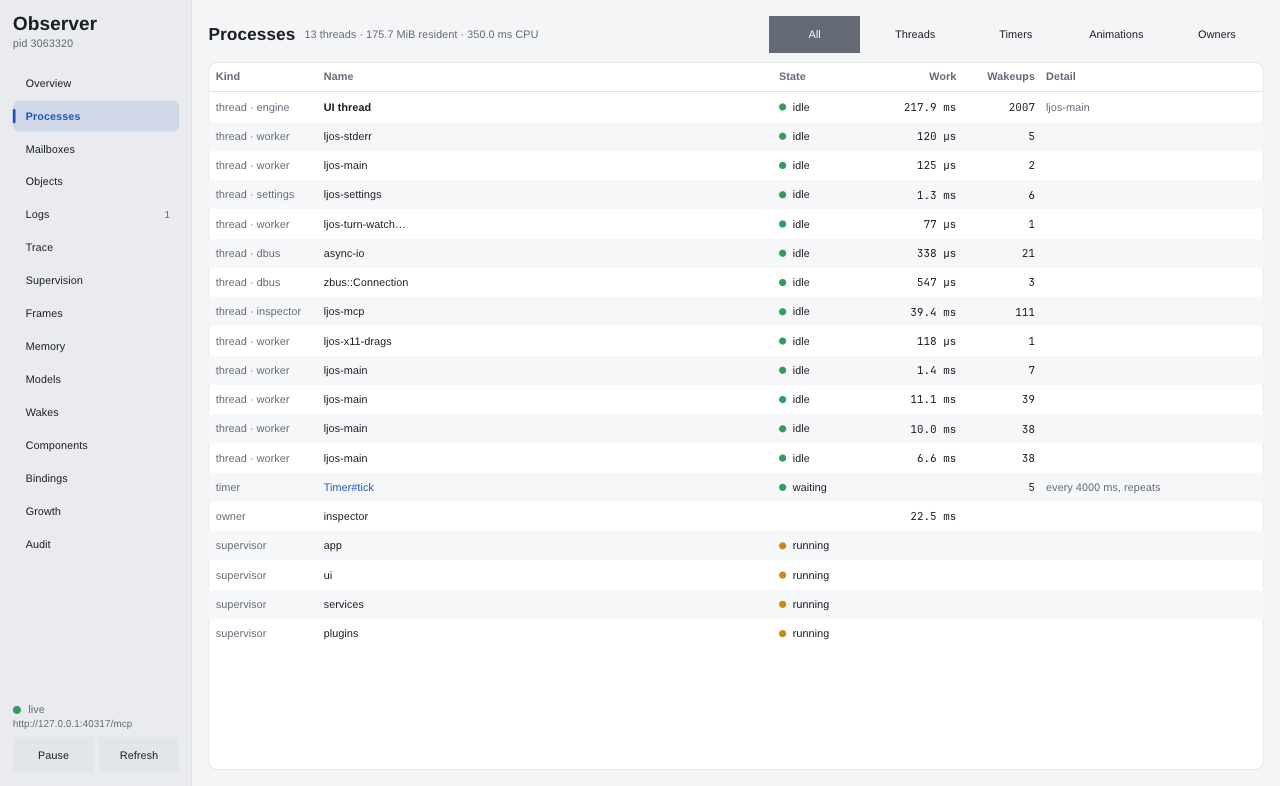 Observer
pid 3063320
Overview
Processes
Mailboxes
Objects
Logs 1
Trace
Supervision
Frames
Memory
Models
Wakes
Components
Bindings
Growth
Audit
live
http://127.0.0.1:40317/mcp
Pause Refresh
Processes 13 threads · 175.7 MiB resident · 350.0 ms CPU All Threads Timers Animations Owners
Kind Name State Work Wakeups Detail
thread · engine UI thread idle 217.9 ms 2007 ljos-main
thread · worker ljos-stderr idle 120 µs 5
thread · worker ljos-main idle 125 µs 2
thread · settings ljos-settings idle 1.3 ms 6
thread · worker ljos-turn-watch… idle 77 µs 1
thread · dbus async-io idle 338 µs 21
thread · dbus zbus::Connection idle 547 µs 3
thread · inspector ljos-mcp idle 39.4 ms 111
thread · worker ljos-x11-drags idle 118 µs 1
thread · worker ljos-main idle 1.4 ms 7
thread · worker ljos-main idle 11.1 ms 39
thread · worker ljos-main idle 10.0 ms 38
thread · worker ljos-main idle 6.6 ms 38
timer Timer#tick waiting 5 every 4000 ms, repeats
owner inspector 22.5 ms
supervisor app running
supervisor ui running
supervisor services running
supervisor plugins running